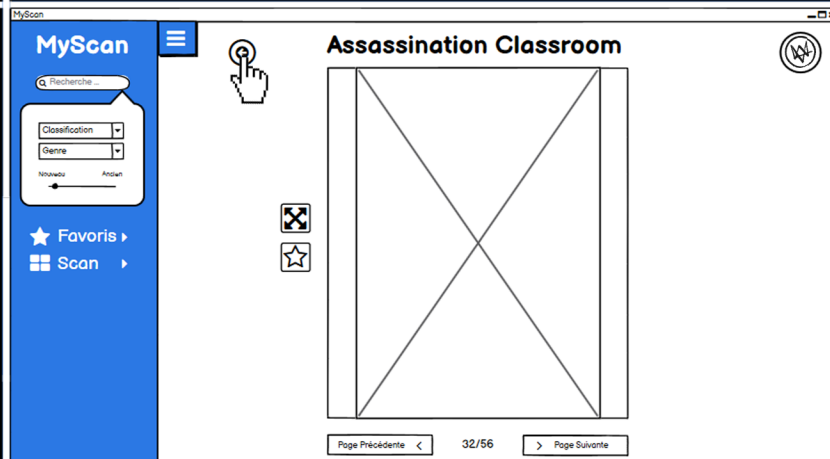 MyScan
MyScan
Assassination Classroom
Recherche ...
Classification
Genre
Nouveau Ancien
Favoris
Scan
Page Précédente
32/56
Page Suivante